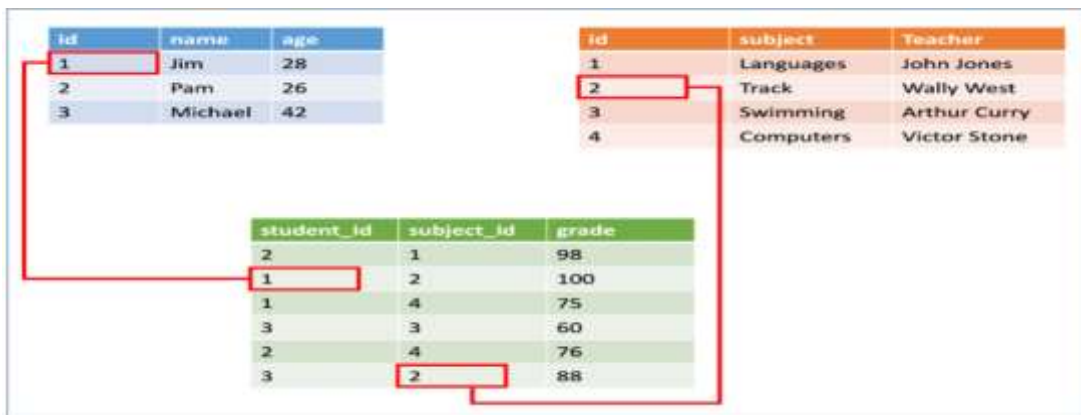 id name age
1 Jim 28
2 Pam 26
3 Michael 42
id subject Teacher
1 Languages John Jones
2 Track Wally West
3 Swimming Arthur Curry
4 Computers Victor Stone
student_id subject_id grade
2 1 98
1 2 100
1 4 75
3 3 60
2 4 76
3 2 88